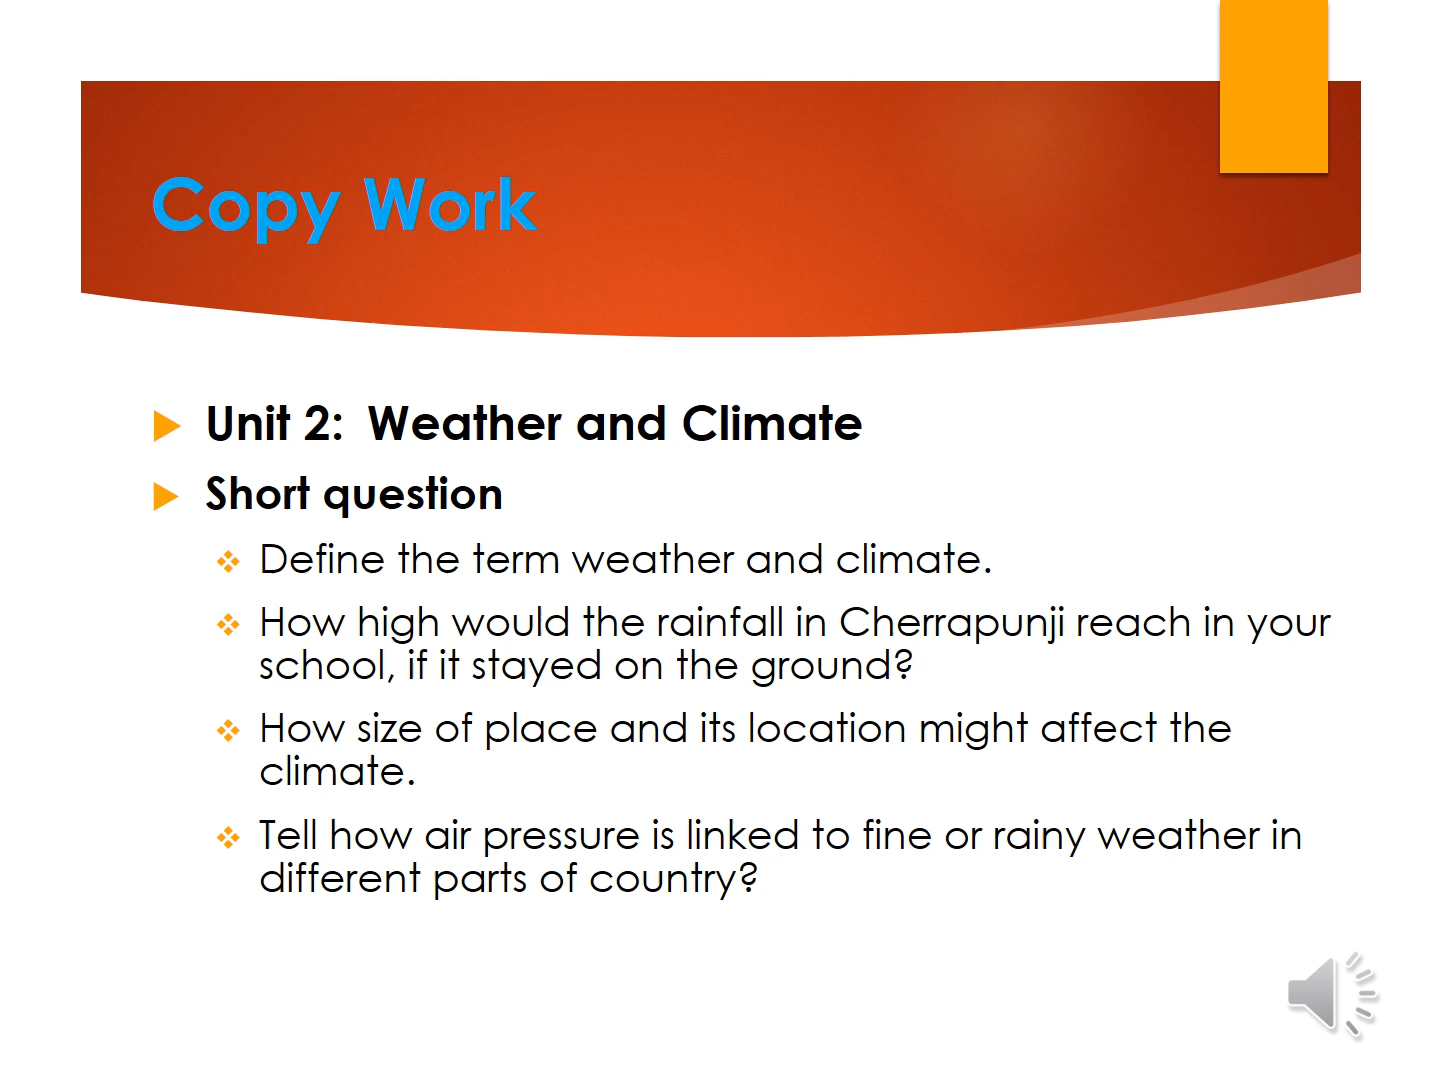 Copy Work
Unit 2: Weather and Climate
Short question
Define the term weather and climate.
How high would the rainfall in Cherrapunji reach in your
school, if it stayed on the ground?
How size of place and its location might affect the
climate.
Tell how air pressure is linked to fine or rainy weather in
different parts of country?